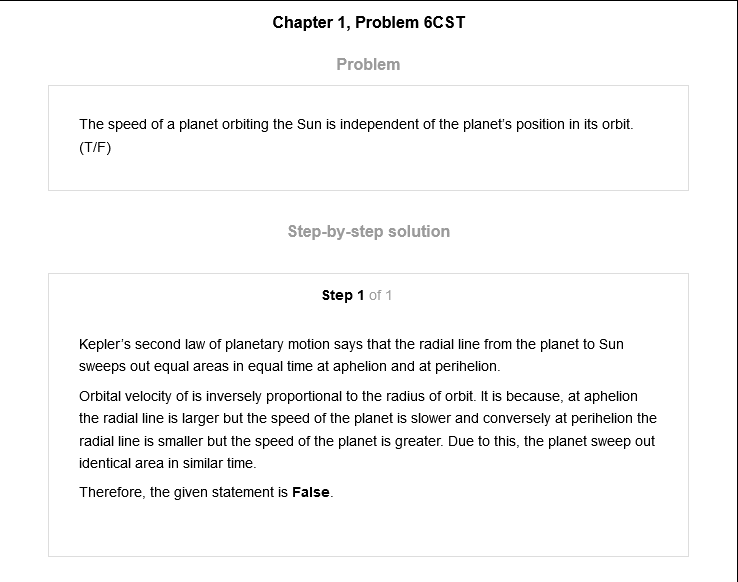 Chapter 1, Problem 6CST
Problem
The speed of a planet orbiting the Sun is independent of the planet's position in its orbit.
(T/F)
Step-by-step solution
Step 1 of 1
Kepler's second law of planetary motion says that the radial line from the planet to Sun
sweeps out equal areas in equal time at aphelion and at perihelion.
Orbital velocity of is inversely proportional to the radius of orbit. It is because, at aphelion
the radial line is larger but the speed of the planet is slower and conversely at perihelion the
radial line is smaller but the speed of the planet is greater. Due to this, the planet sweep out
identical area in similar time.
Therefore, the given statement is False.